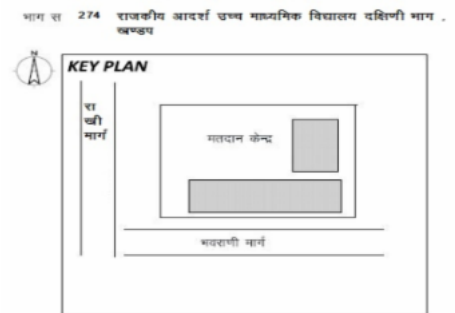 भाग स 274 राजकीय आदर्श उच्च माध्यमिक विद्यालय दक्षिणी भाग .
खण्डप
N
KEY PLAN
रा
खी
मार्ग
मतदान केन्द्र
भवराणी मार्ग